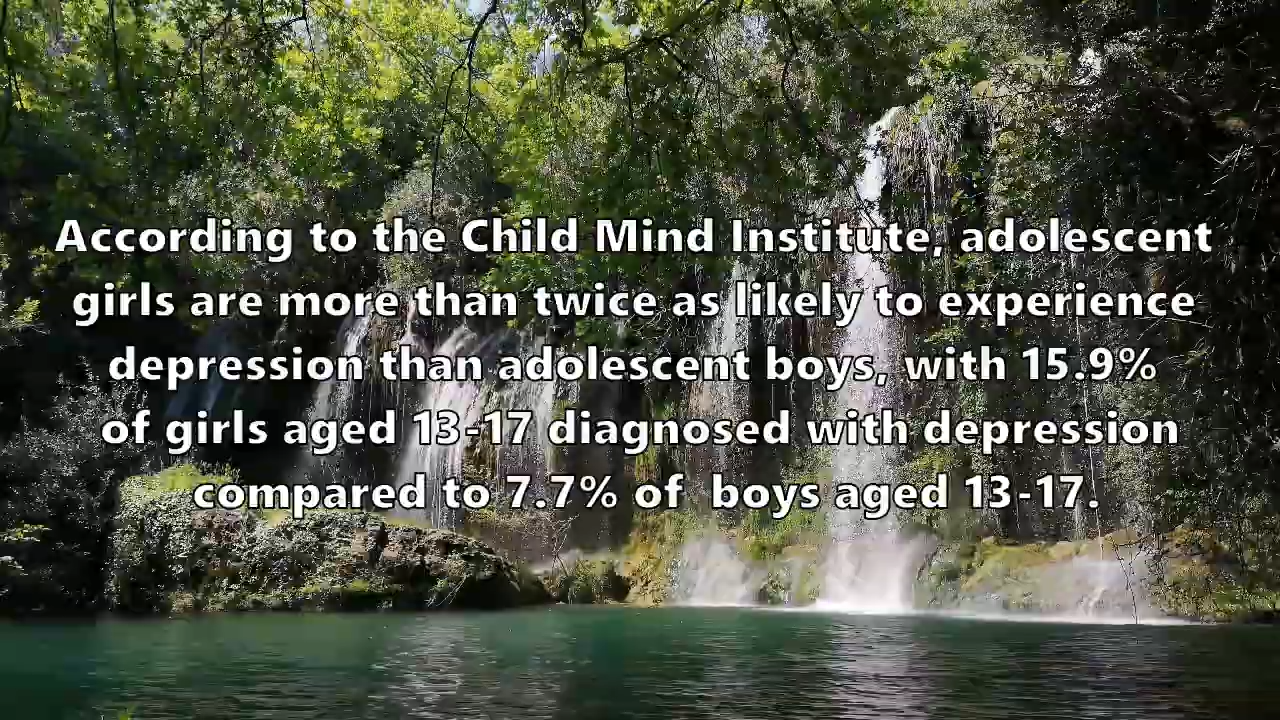 According to the Child Mind Institute, adolescent
girls are more than twice as likely to experience
depression than adolescent boys, with 15.9%
of girls aged 13-17 diagnosed with depression
compared to 7.7% of  boys aged 13-17.